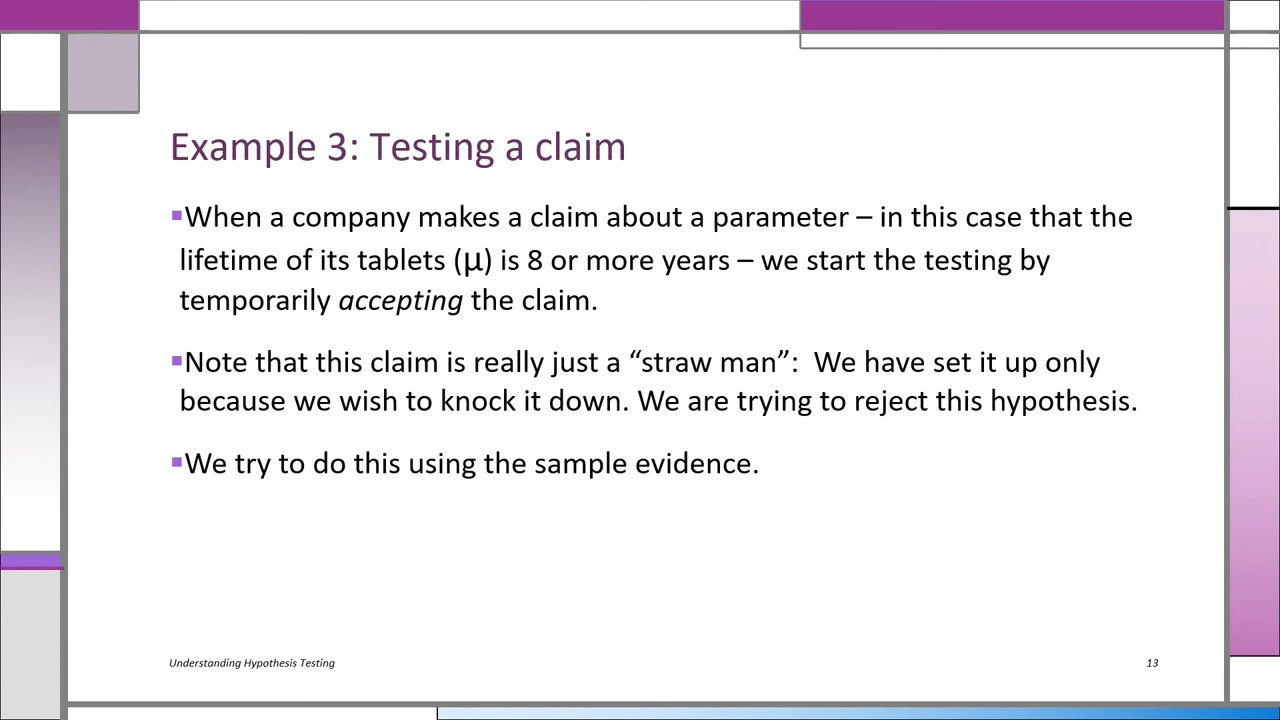 Example 3: Testing a claim
▪When a company makes a claim about a parameter – in this case that the
lifetime of its tablets (μ) is 8 or more years – we start the testing by
temporarily accepting the claim.
▪Note that this claim is really just a “straw man”:  We have set it up only
because we wish to knock it down. We are trying to reject this hypothesis.
▪We try to do this using the sample evidence.
Understanding Hypothesis Testing
13